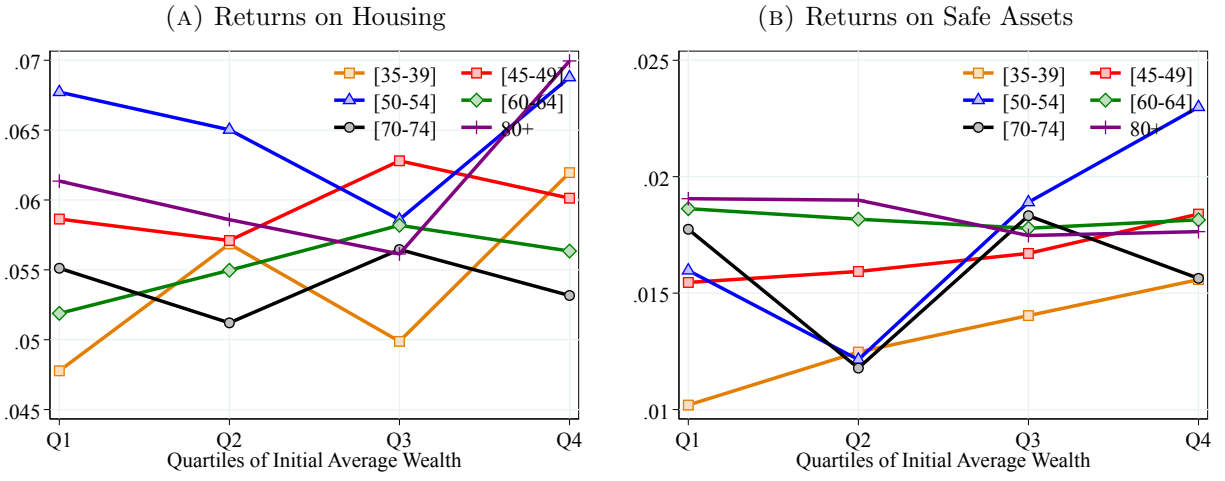 (A) Returns on Housing
.07
.065
.06
.055
.05
.045
[35-39] [45-49]
[50-54] [60-64]
[70-74] 80+
Q1 Q2 Q3 Q4
Quartiles of Initial Average Wealth
(B) Returns on Safe Assets
.025
.02
.015
.01
[35-39] [45-49]
[50-54] [60-64]
[70-74] 80+
Q1 Q2 Q3 Q4
Quartiles of Initial Average Wealth